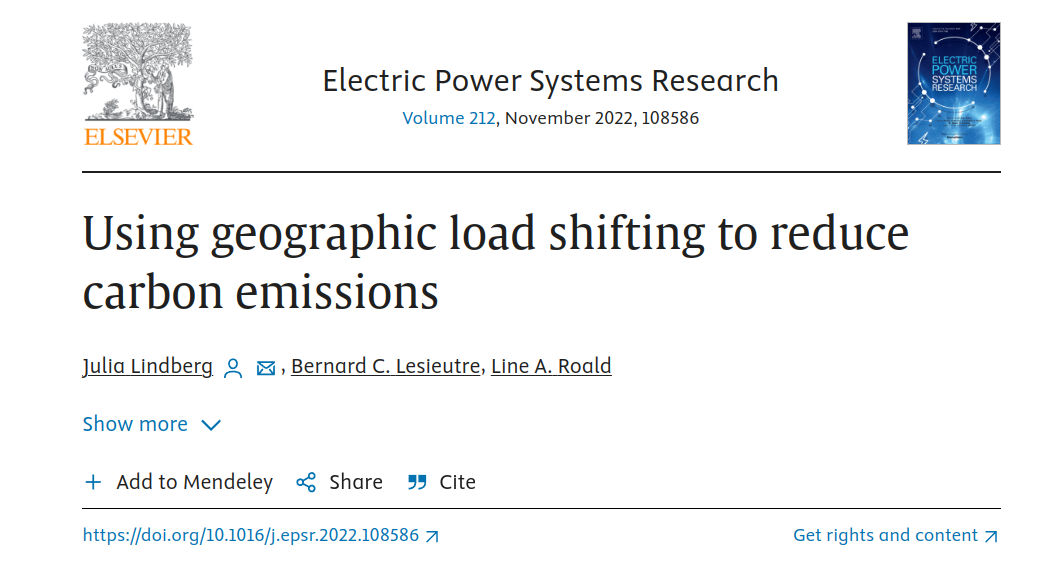 ELSEVIER
Electric Power Systems Research
Volume 212, November 2022, 108586
ELECTRIC
POWER
SYSTEMS
RESEARCH
Using geographic load shifting to reduce
carbon emissions
Julia Lindberg , Bernard C. Lesieutre, Line A. Roald
Show more
Add to Mendeley Share Cite
https://doi.org/10.1016/j.epsr.2022.108586 Get rights and content